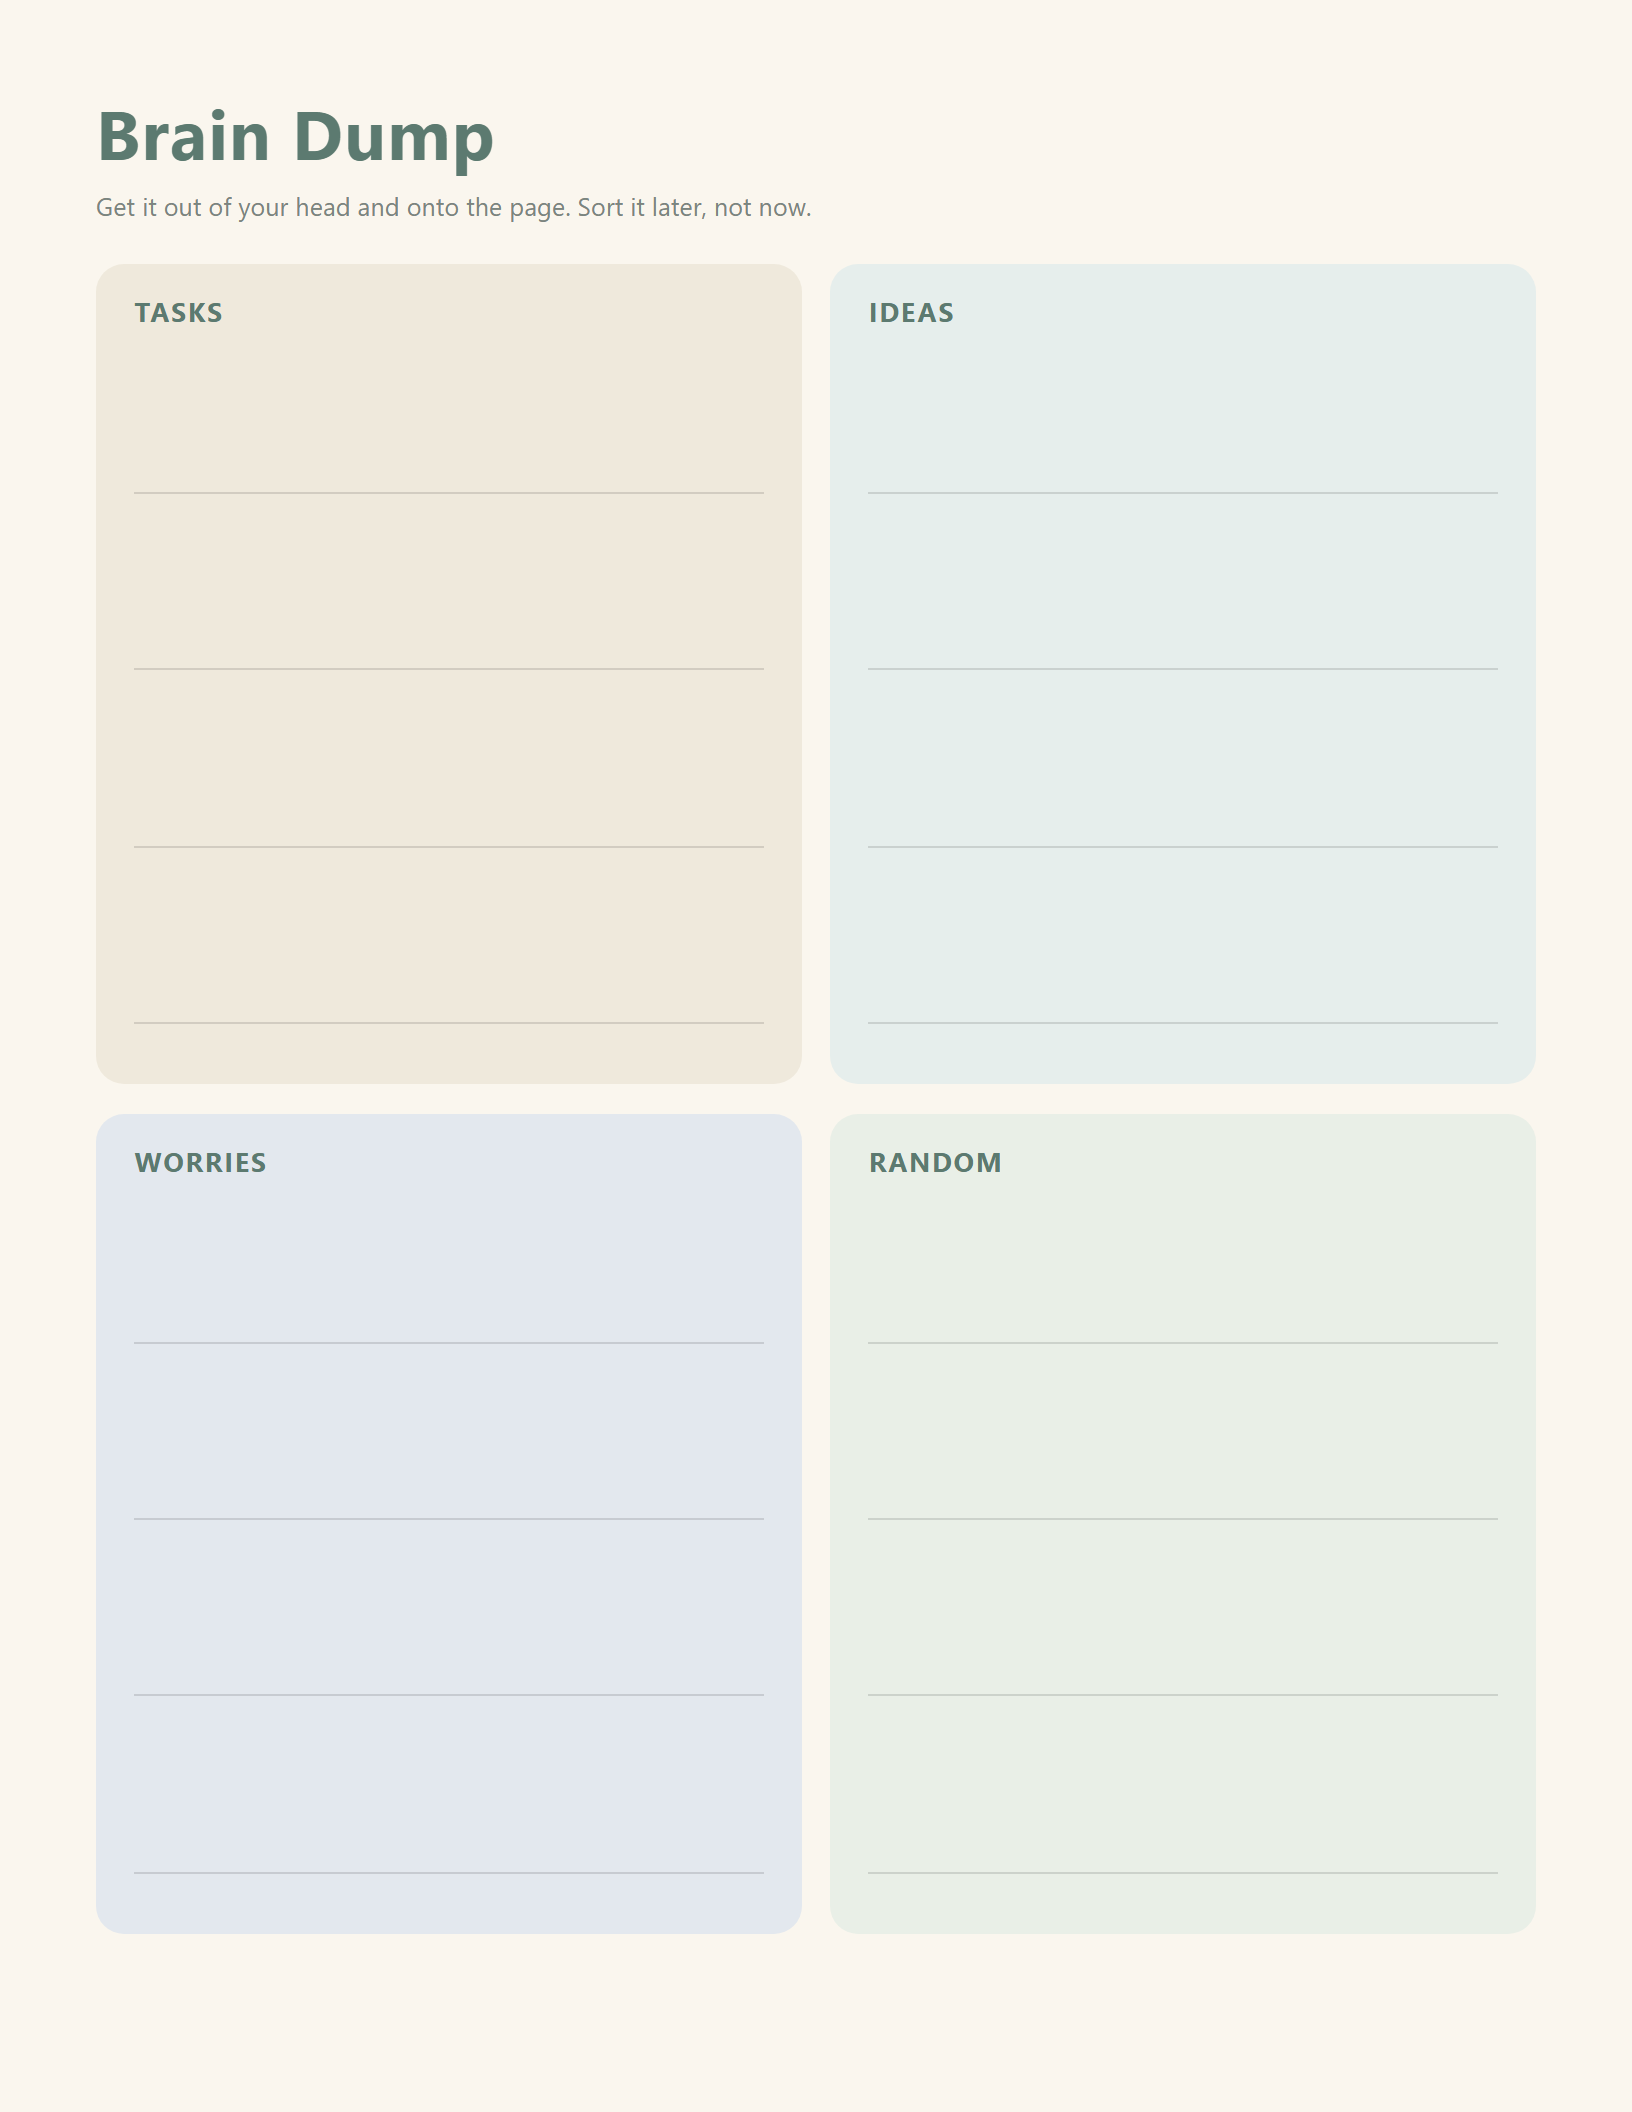 Brain Dump
Get it out of your head and onto the page. Sort it later, not now.
TASKS
IDEAS
WORRIES
RANDOM